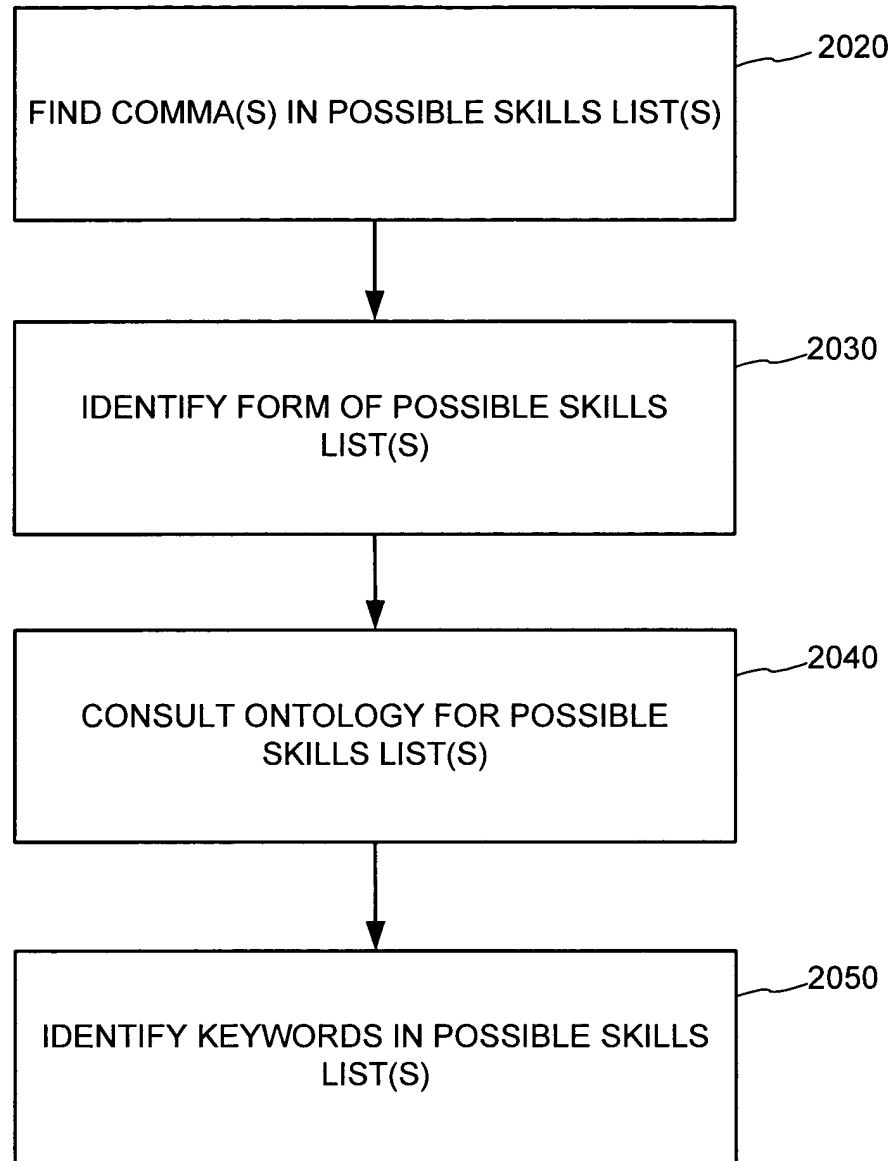 2020
FIND COMMA(S) IN POSSIBLE SKILLS LIST(S)
2030
IDENTIFY FORM OF POSSIBLE SKILLS
LIST(S)
2040
CONSULT ONTOLOGY FOR POSSIBLE
SKILLS LIST(S)
2050
IDENTIFY KEYWORDS IN POSSIBLE SKILLS
LIST(S)